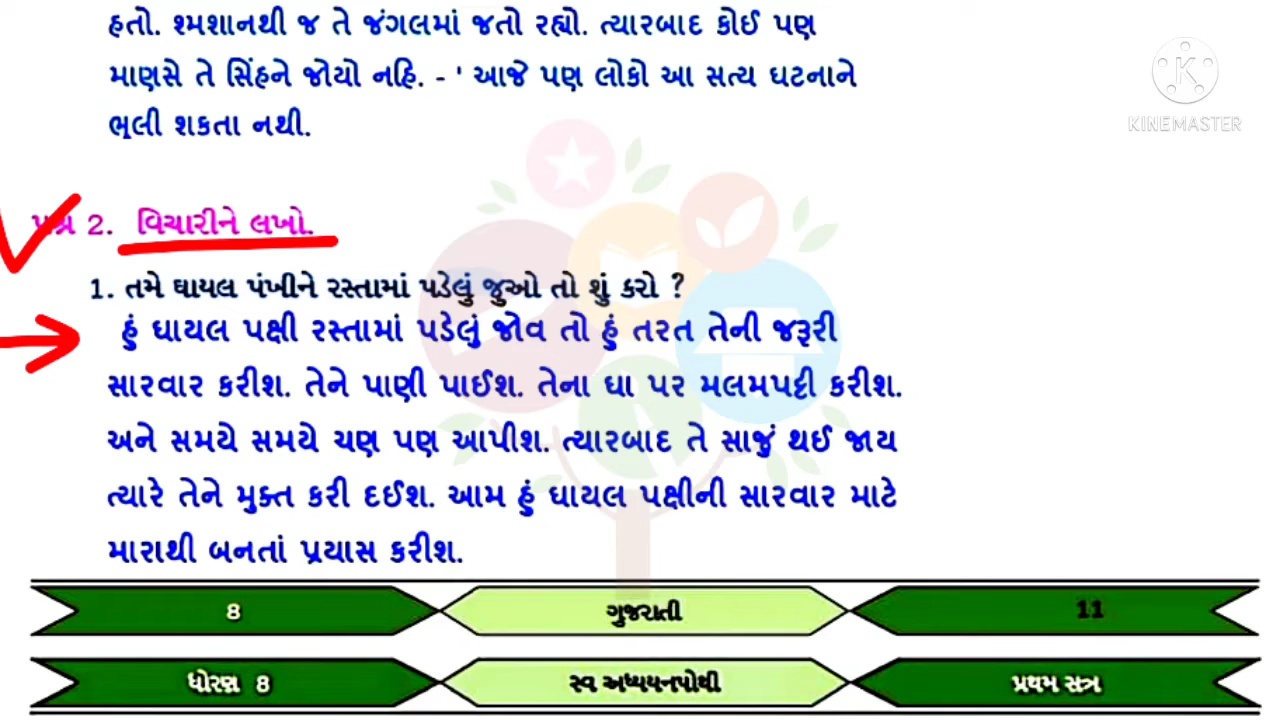 હતો. શ્મશાનથી જ તે જંગલમાં જતો રહ્યો. ત્યારબાદ કોઈ પણ
માણસે તે સિંહને જોયો નહિ. - ' આજે પણ લોકો આ સત્ય ઘટનાને
ભૂલી શકતા નથી.
KINEMASTER
2. વિચારીને લખો.
1. તમે ઘાયલ પંખીને રસ્તામાં પડેલું જુઓ તો શું કરો ?
હું ઘાયલ પક્ષી રસ્તામાં પડેલું જોવ તો હું તરત તેની જરૂરી
સારવાર કરીશ. તેને પાણી પાઈશ. તેના ઘા પર મલમપટ્ટી કરીશ.
અને સમયે સમયે ચણ પણ આપીશ. ત્યારબાદ તે સાજું થઈ જાય
ત્યારે તેને મુક્ત કરી દઈશ. આમ હું ઘાયલ પક્ષીની સારવાર માટે
મારાથી બનતાં પ્રયાસ કરીશ.
8 ગુજરાતી 11
ધોરણ 8 સ્વ અધ્યયનપોથી પ્રથમ સત્ર